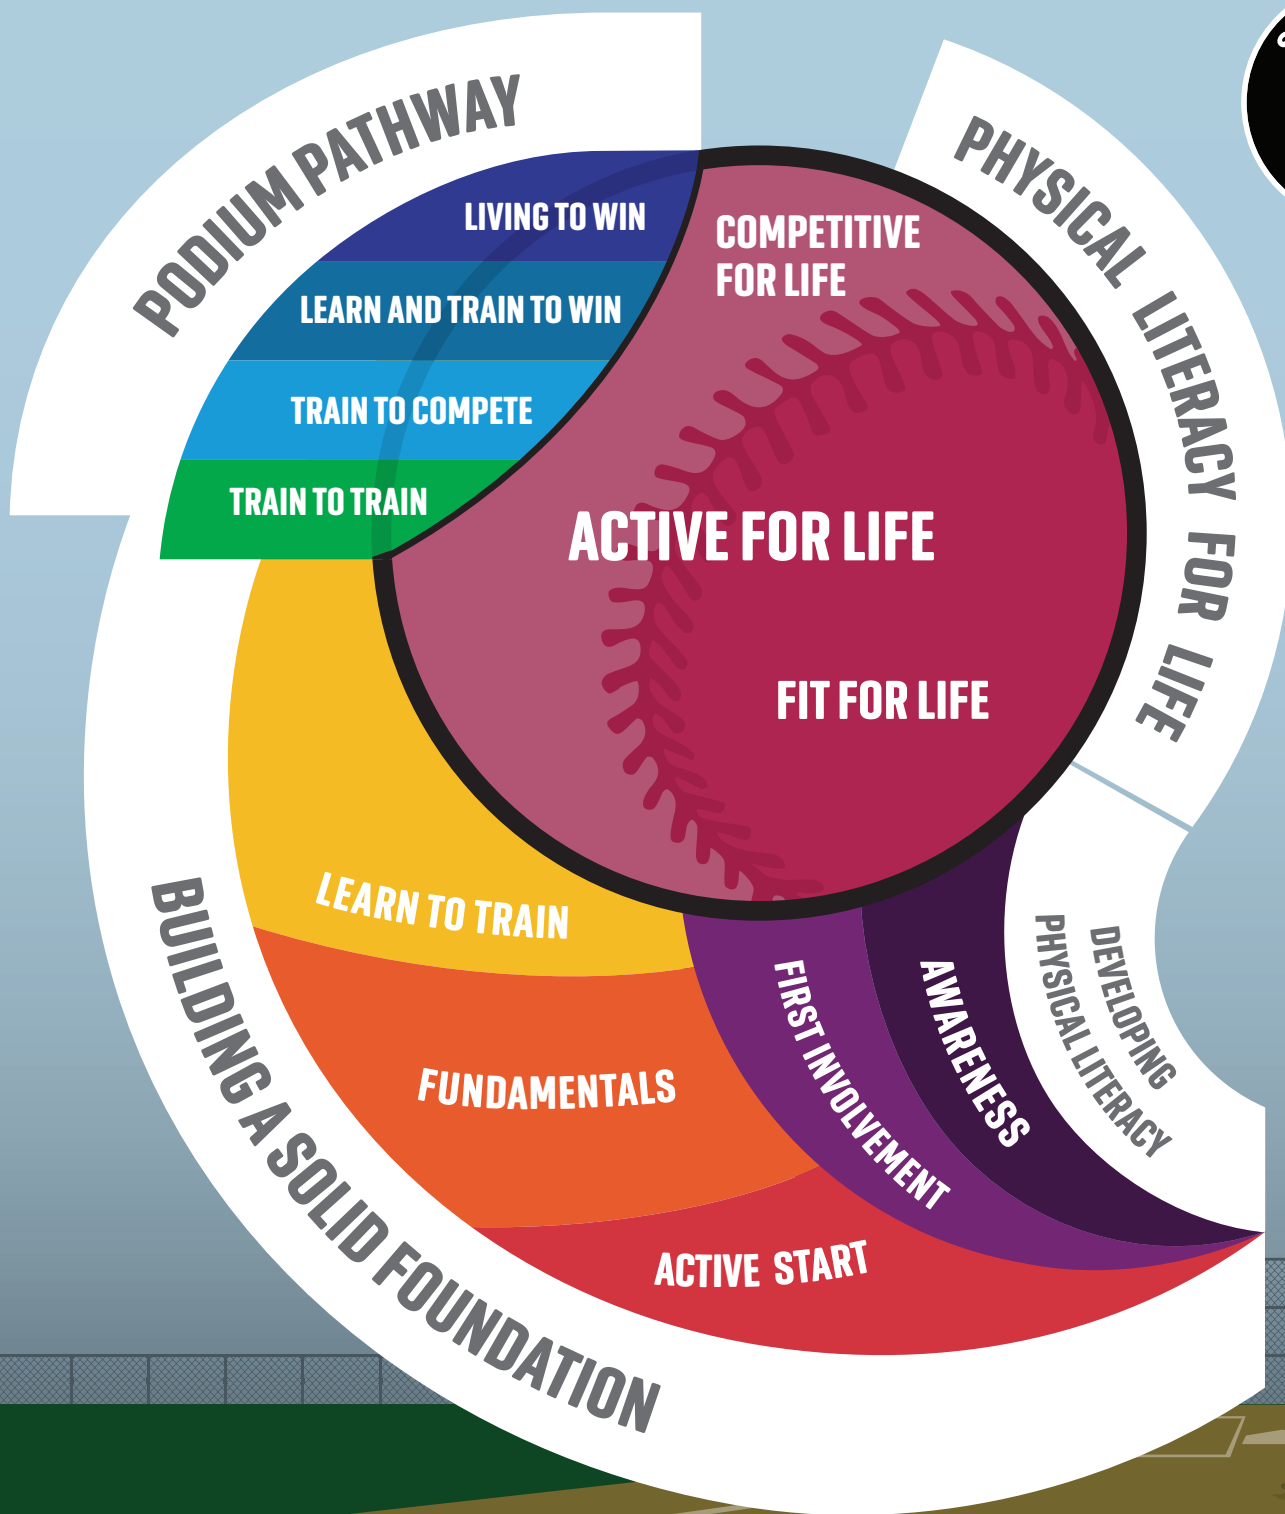 PODIUM PATHWAY
LIVING TO WIN
LEARN AND TRAIN TO WIN
TRAIN TO COMPETE
TRAIN TO TRAIN
COMPETITIVE
FOR LIFE
ACTIVE FOR LIFE
FIT FOR LIFE
PHYSICAL LITERACY FOR LIFE
LEARN TO TRAIN
FUNDAMENTALS
ACTIVE START
FIRST INVOLVEMENT
AWARENESS
DEVELOPING
PHYSICAL LITERACY
BUILDING A SOLID FOUNDATION